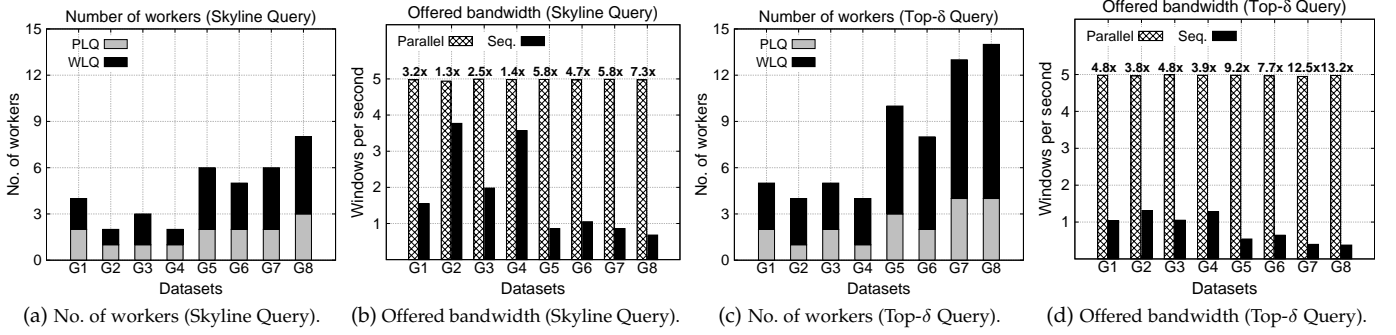 Number of workers (Skyline Query)
15
12
9
6
3
0
No. of workers
PLQ
WLQ
G1 G2 G3 G4 G5 G6 G7 G8
Datasets
(a) No. of workers (Skyline Query).
Offered bandwidth (Skyline Query)
Parallel Seq.
3.2x 1.3x 2.5x 1.4x 5.8x 4.7x 5.8x 7.3x
5
4
3
2
1
Windows per second
G1 G2 G3 G4 G5 G6 G7 G8
Datasets
(b) Offered bandwidth (Skyline Query).
Number of workers (Top-δ Query)
15
12
9
6
3
0
No. of workers
PLQ
WLQ
G1 G2 G3 G4 G5 G6 G7 G8
Datasets
(c) No. of workers (Top-δ Query).
Offered bandwidth (Top-δ Query)
Parallel Seq.
4.8x 3.8x 4.8x 3.9x 9.2x 7.7x 12.5x 13.2x
5
4
3
2
1
Windows per second
G1 G2 G3 G4 G5 G6 G7 G8
Datasets
(d) Offered bandwidth (Top-δ Query).